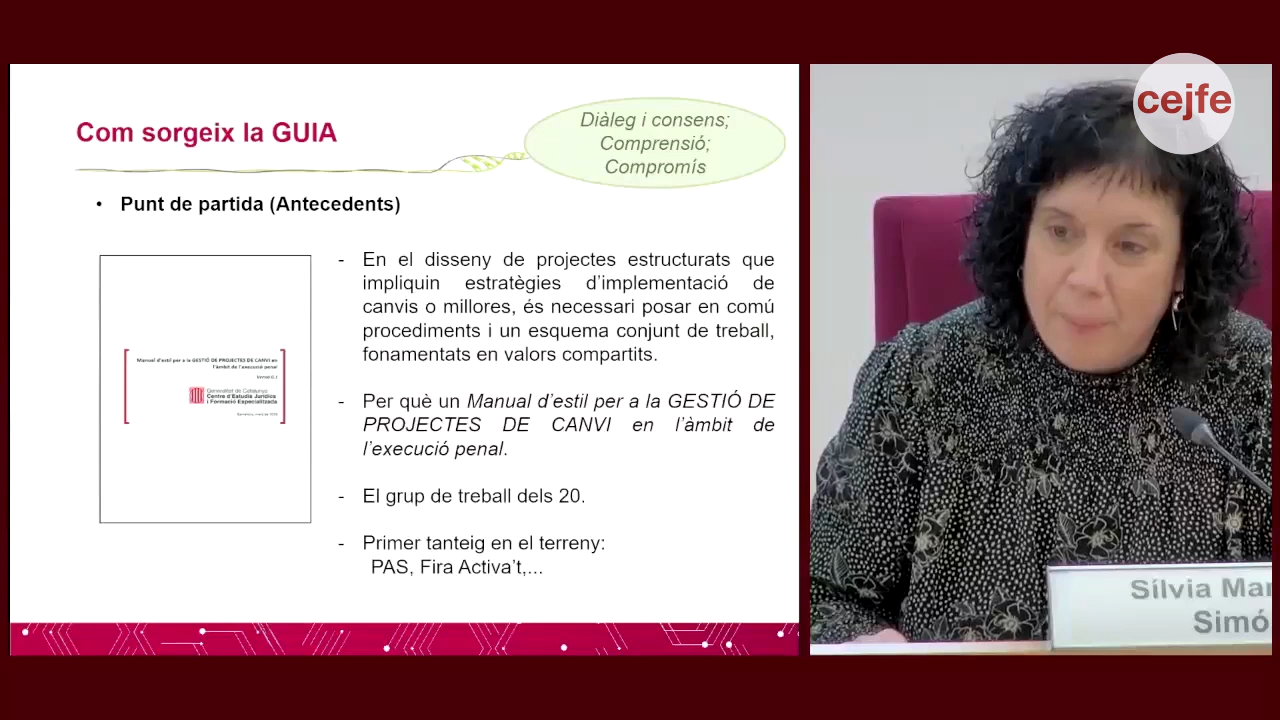 cejfe
Com sorgeix la GUIA
Diàleg i consens;
Comprensió;
Compromís
• Punt de partida (Antecedents)
- En el disseny de projectes estructurats que
impliquin estratègies d’implementació de
canvis o millores, és necessari posar en comú
procediments i un esquema conjunt de treball,
fonamentats en valors compartits.
- Per què un Manual d’estil per a la GESTIÓ DE
PROJECTES DE CANVI en l’àmbit de
l’execució penal.
- El grup de treball dels 20.
- Primer tanteig en el terreny:
PAS, Fira Activa’t,...
Manual d’estil per a la GESTIÓ DE PROJECTES DE CANVI en
l’àmbit de l’execució penal
Generalitat de Catalunya
Centre d’Estudis Jurídics
i Formació Especialitzada
Sílvia Mar
Simó